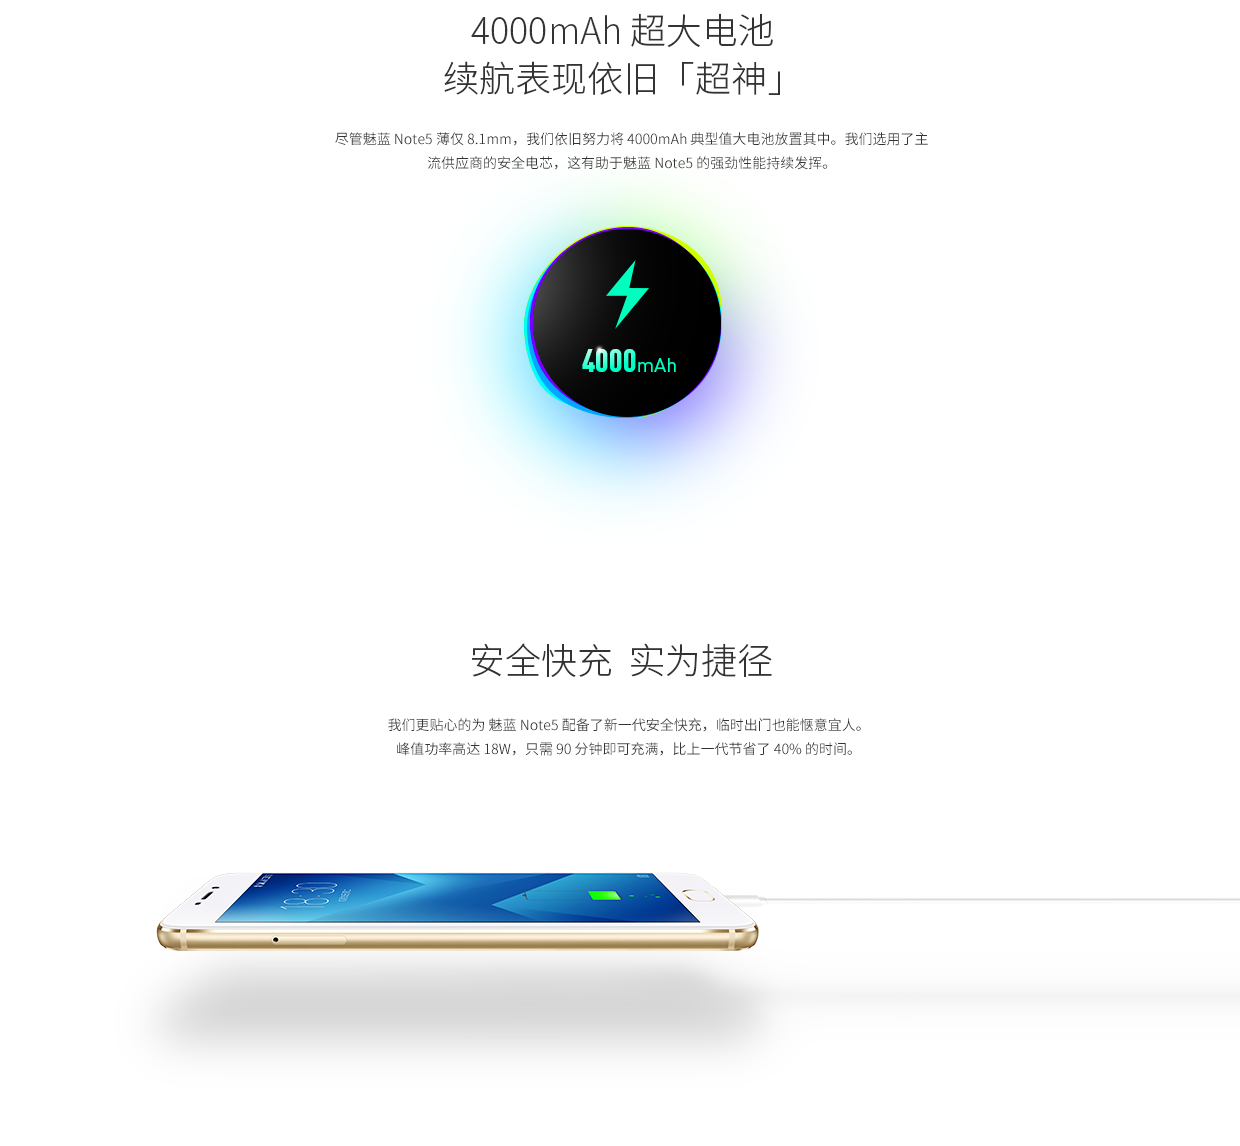 4000mAh 超大电池
续航表现依旧「超神」
尽管魅蓝 Note5 薄仅 8.1mm，我们依旧努力将 4000mAh 典型值大电池放置其中。我们选用了主
流供应商的安全电芯，这有助于魅蓝 Note5 的强劲性能持续发挥。
4000mAh
安全快充 实为捷径
我们更贴心的为 魅蓝 Note5 配备了新一代安全快充，临时出门也能惬意宜人。
峰值功率高达 18W，只需 90 分钟即可充满，比上一代节省了 40% 的时间。
18:30